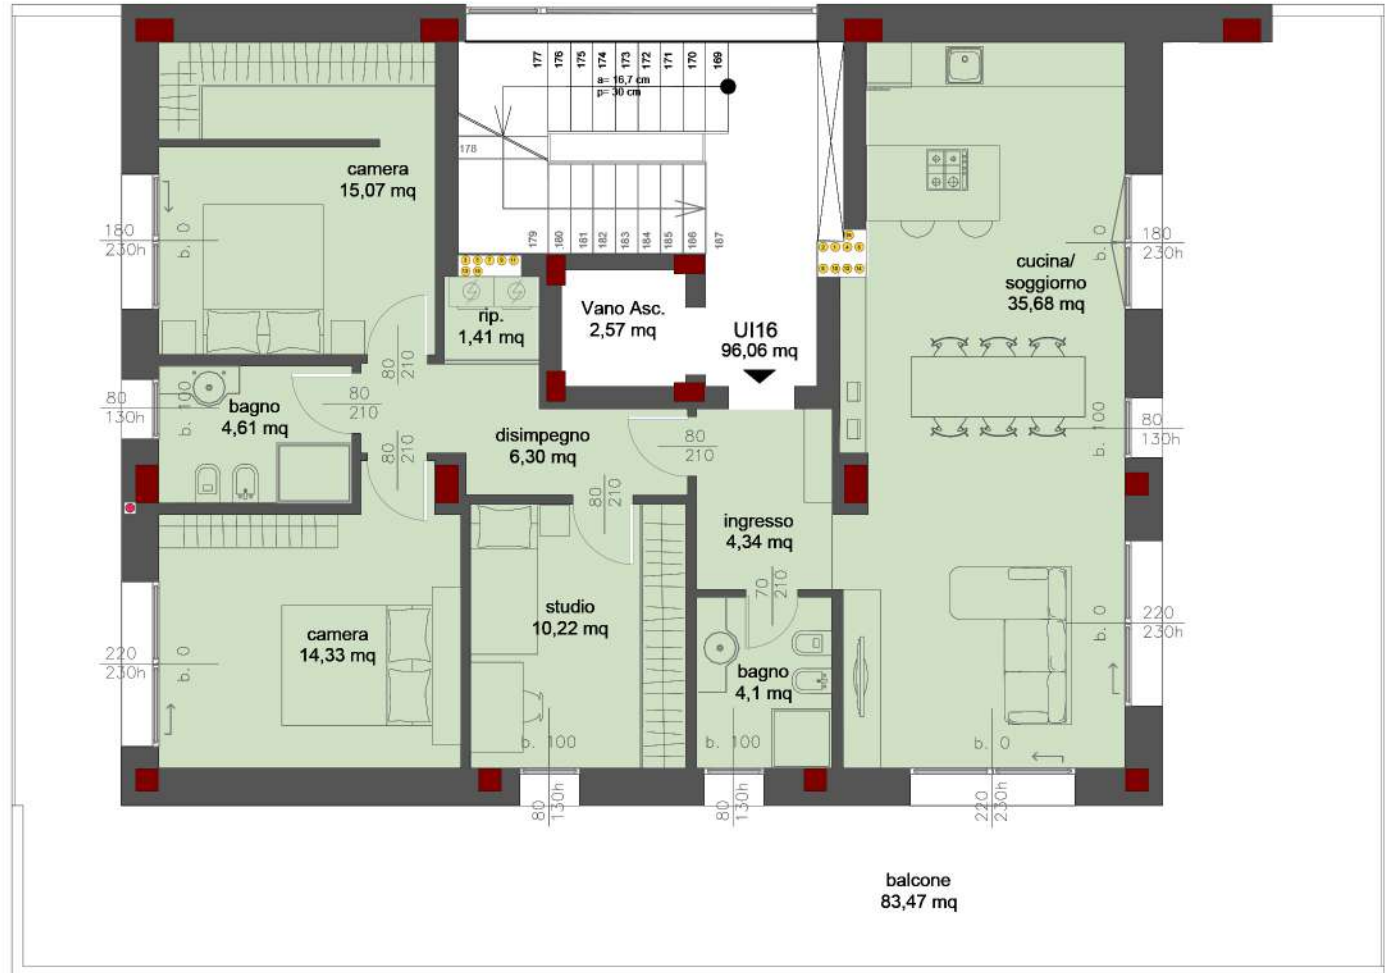 177
176
175
174
173
172
171
170
169
a= 16,7 cm
p= 30 cm
178
179
180
181
182
183
184
185
186
187
camera
15,07 mq
180
230h
b. 0
rip.
1,41 mq
Vano Asc.
2,57 mq
UI16
96,06 mq
cucina/
soggiorno
35,68 mq
180
230h
b. 0
80
210
80
130h
b. 100
bagno
4,61 mq
80
210
80
210
disimpegno
6,30 mq
80
210
80
210
80
130h
b. 100
ingresso
4,34 mq
70
210
studio
10,22 mq
camera
14,33 mq
220
230h
b. 0
bagno
4,1 mq
220
230h
b. 0
b. 100
b. 100
b. 0
80
130h
80
130h
220
230h
balcone
83,47 mq